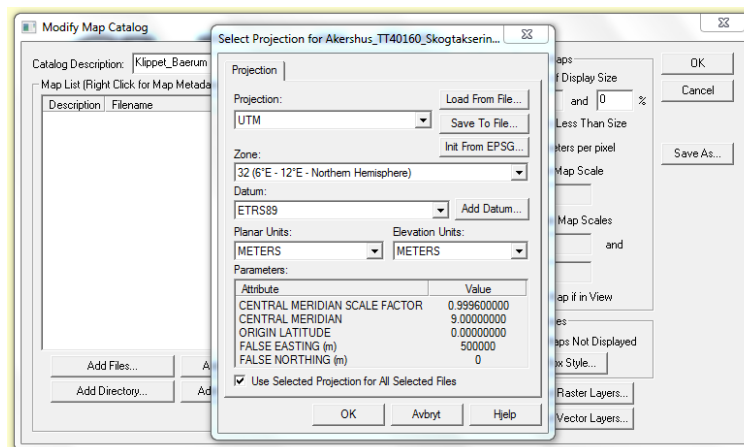 Modify Map Catalog
Catalog Description: Klippet_Baerum
Map List (Right Click for Map Metada
Description Filename
Add Files...
Add Directory...
Select Projection for Akershus_TT40160_Skogtakserin...
Projection
Projection:
UTM
Load From File...
Save To File...
Init From EPSG...
Zone:
32 (6°E - 12°E - Northern Hemisphere)
Datum:
ETRS89
Add Datum...
Planar Units:
METERS
Elevation Units:
METERS
Parameters:
Attribute Value
CENTRAL MERIDIAN SCALE FACTOR 0.999600000
CENTRAL MERIDIAN 9.00000000
ORIGIN LATITUDE 0.00000000
FALSE EASTING (m) 500000
FALSE NORTHING (m) 0
Use Selected Projection for All Selected Files
OK Avbryt Hjelp
aps
f Display Size
and 0 %
Less Than Size
eters per pixel
Map Scale
Map Scales
and
ap if in View
es
aps Not Displayed
ox Style...
Raster Layers...
Vector Layers...
OK
Cancel
Save As...